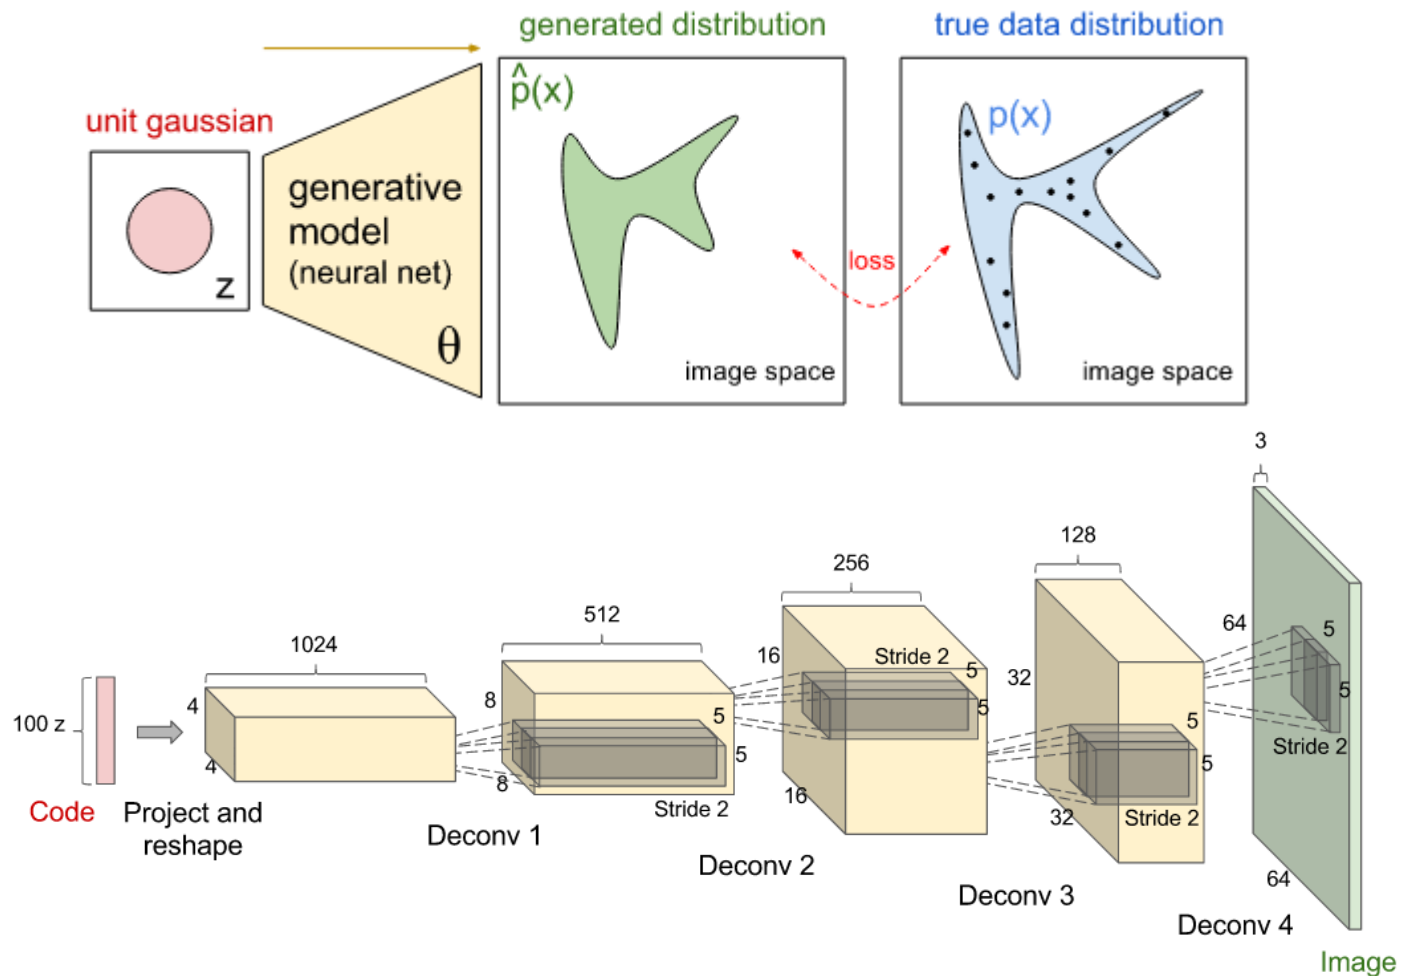 generated distribution
true data distribution
p̂(x)
p(x)
unit gaussian
generative
model
(neural net)
z
θ
loss
image space
image space
3
128
256
512
1024
64
5
5
Stride 2
16
5
5
Stride 2
32
5
5
Stride 2
8
5
5
Stride 2
4
4
8
16
32
64
100 z
Code
Project and
reshape
Deconv 1
Deconv 2
Deconv 3
Deconv 4
Image